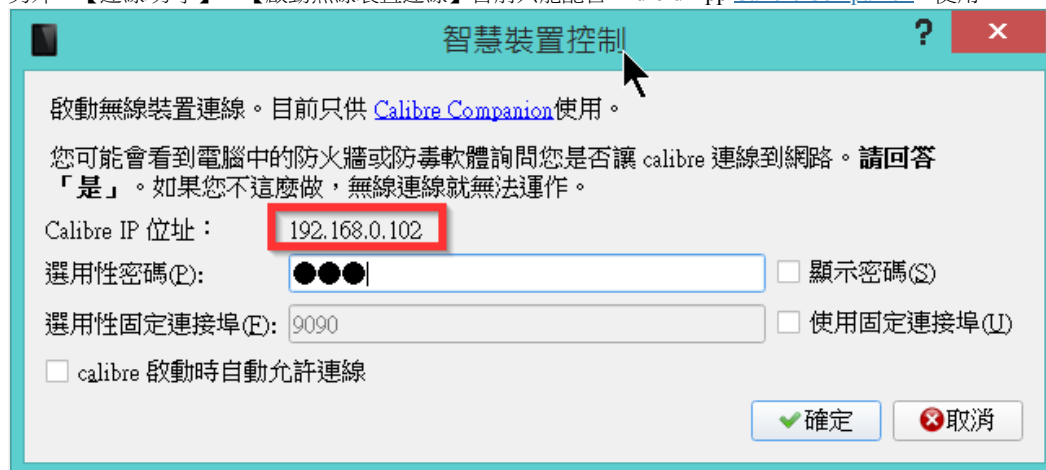 智慧裝置控制
?
×
啟動無線裝置連線。目前只供 Calibre Companion使用。
您可能會看到電腦中的防火牆或防毒軟體詢問您是否讓 calibre 連線到網路。請回答
「是」。如果您不這麼做，無線連線就無法運作。
Calibre IP 位址： 192.168.0.102
選用性密碼(P): ●●● 顯示密碼(S)
選用性固定連接埠(F): 9090 使用固定連接埠(U)
calibre 啟動時自動允許連線
確定 取消